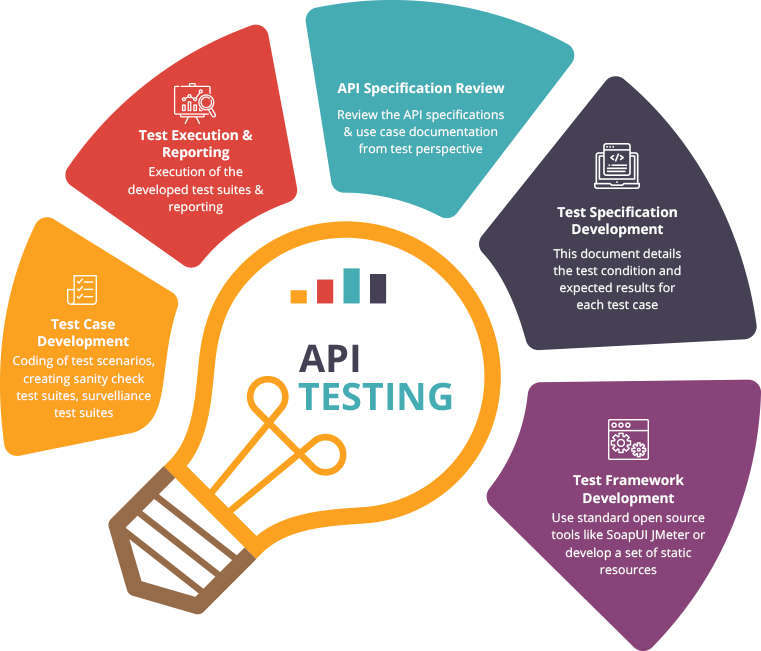 API Specification Review
Review the API specifications
& use case documentation
from test perspective
Test Execution &
Reporting
Execution of the
developed test suites &
reporting
Test Specification
Development
This document details
the test condition and
expected results for
each test case
Test Case
Development
Coding of test scenarios,
creating sanity check
test suites, survelliance
test suites
API
TESTING
Test Framework
Development
Use standard open source
tools like SoapUI JMeter or
develop a set of static
resources